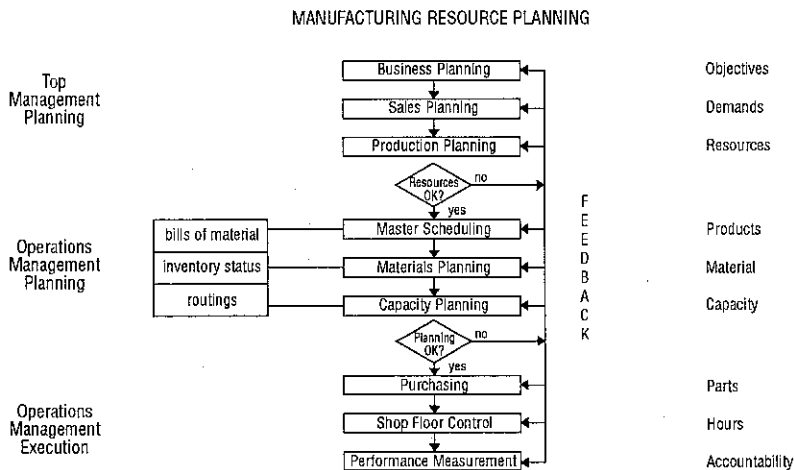 MANUFACTURING RESOURCE PLANNING
Top
Management
Planning
Business Planning
Objectives
Sales Planning
Demands
Production Planning
Resources
Resources
OK?
no
yes
FEEDBACK
Operations
Management
Planning
bills of material
inventory status
routings
Master Scheduling
Products
Materials Planning
Material
Capacity Planning
Capacity
Planning
OK?
no
yes
Operations
Management
Execution
Purchasing
Parts
Shop Floor Control
Hours
Performance Measurement
Accountability